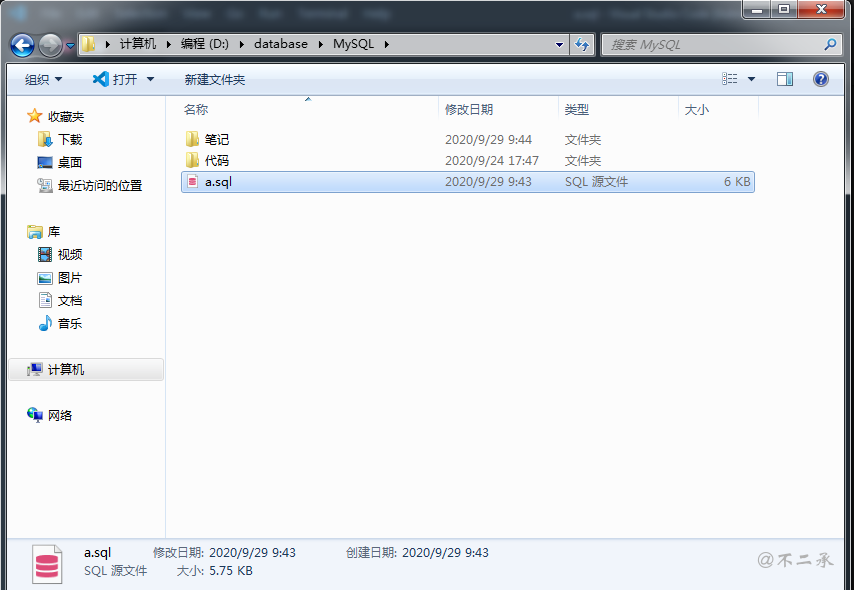 计算机 编程 (D:) database MySQL 搜索 MySQL
组织 打开 新建文件夹
名称 修改日期 类型 大小
收藏夹
下载
桌面
最近访问的位置
库
视频
图片
文档
音乐
计算机
网络
笔记 2020/9/29 9:44 文件夹
代码 2020/9/24 17:47 文件夹
a.sql 2020/9/29 9:43 SQL 源文件 6 KB
a.sql 修改日期: 2020/9/29 9:43 创建日期: 2020/9/29 9:43
SQL 源文件 大小: 5.75 KB
@不二承